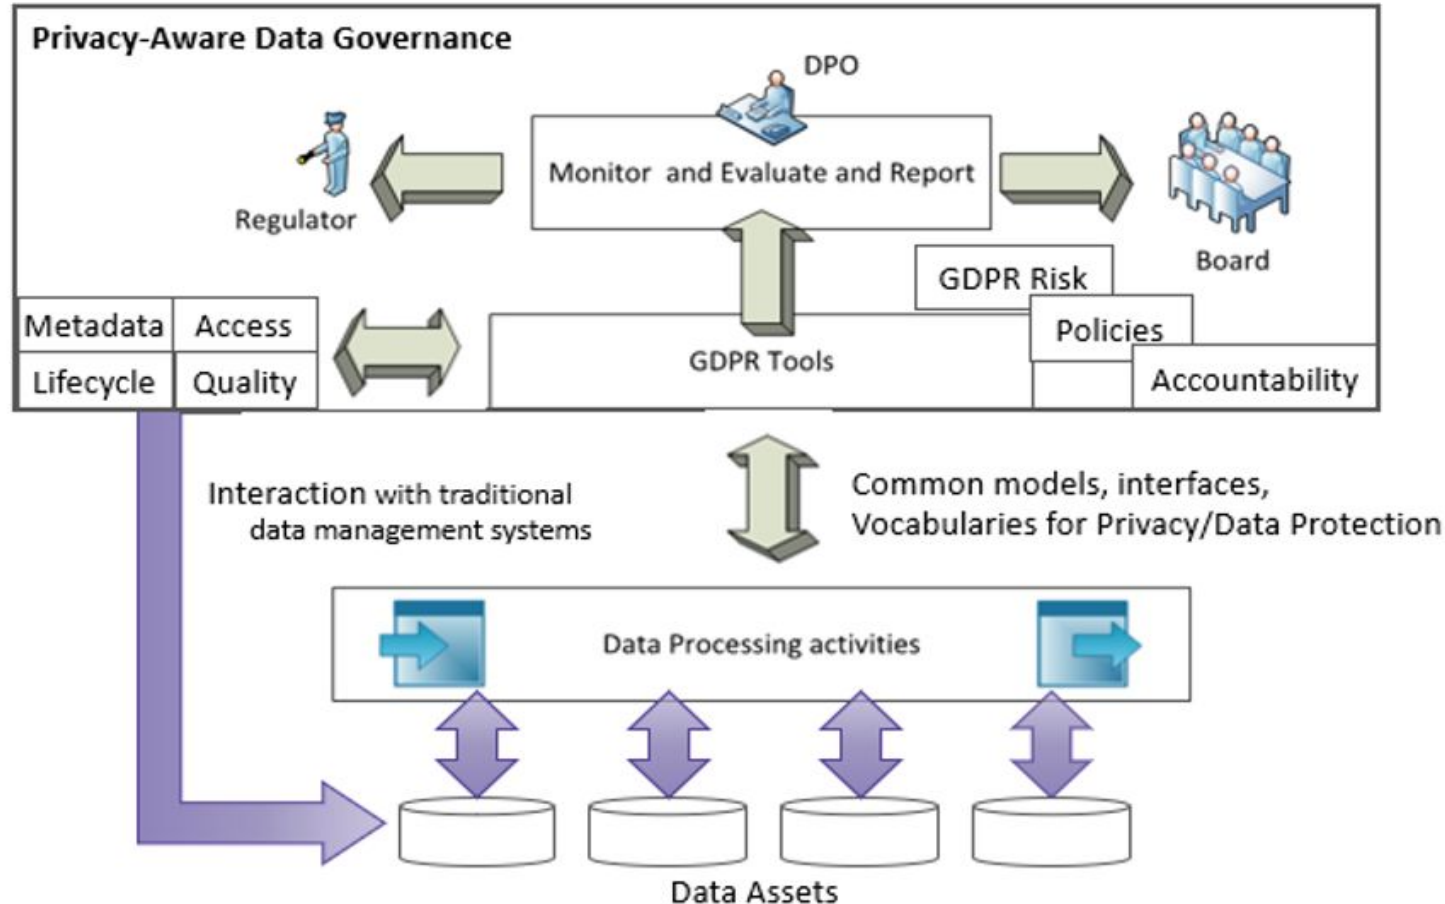 Privacy-Aware Data Governance
DPO
Monitor and Evaluate and Report
Regulator
Board
GDPR Risk
Policies
Accountability
Metadata
Access
Lifecycle
Quality
GDPR Tools
Interaction with traditional
data management systems
Common models, interfaces,
Vocabularies for Privacy/Data Protection
Data Processing activities
Data Assets